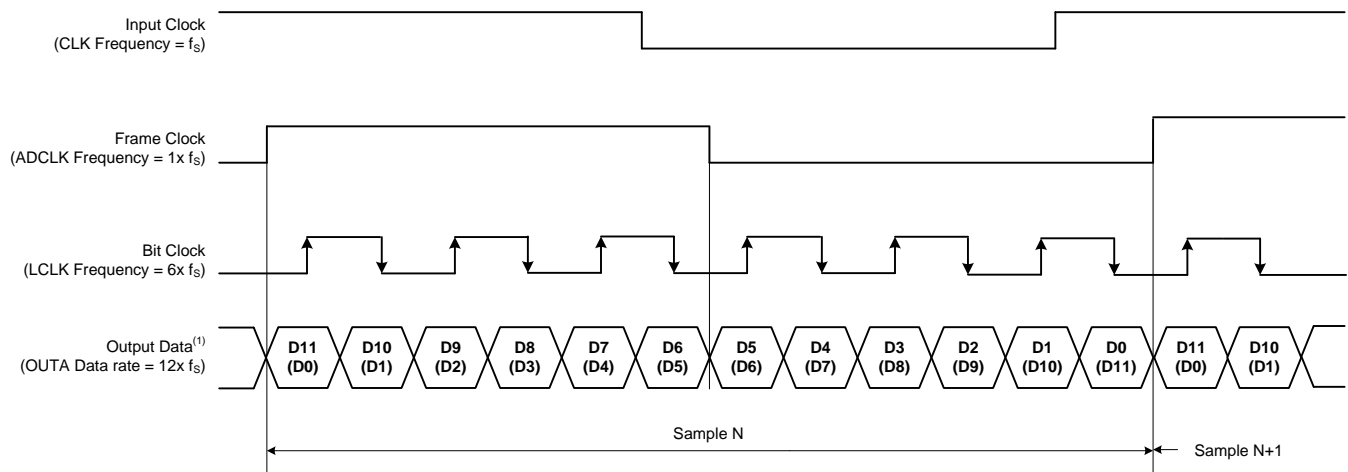 Input Clock
(CLK Frequency = fS)
Frame Clock
(ADCLK Frequency = 1x fS)
Bit Clock
(LCLK Frequency = 6x fS)
Output Data(1)
(OUTA Data rate = 12x fS)
D11 D10 D9 D8 D7 D6 D5 D4 D3 D2 D1 D0 D11 D10
(D0) (D1) (D2) (D3) (D4) (D5) (D6) (D7) (D8) (D9) (D10) (D11) (D0) (D1)
Sample N
Sample N+1